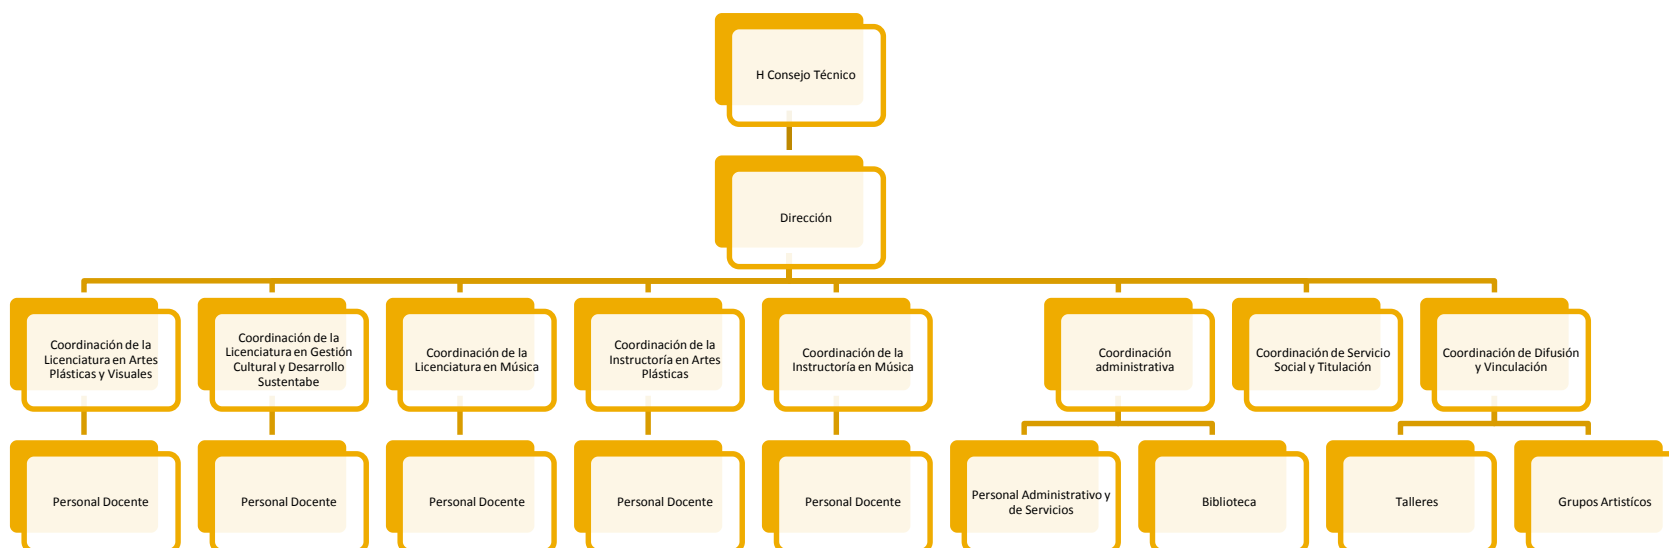 H Consejo Técnico
Dirección
Coordinación de la
Licenciatura en Artes
Plásticas y Visuales
Coordinación de la
Licenciatura en Gestión
Cultural y Desarrollo
Sustentabe
Coordinación de la
Licenciatura en Música
Coordinación de la
Instructoría en Artes
Plásticas
Coordinación de la
Instructoría en Música
Coordinación
administrativa
Coordinación de Servicio
Social y Titulación
Coordinación de Difusión
y Vinculación
Personal Docente
Personal Docente
Personal Docente
Personal Docente
Personal Docente
Personal Administrativo y
de Servicios
Biblioteca
Talleres
Grupos Artistícos